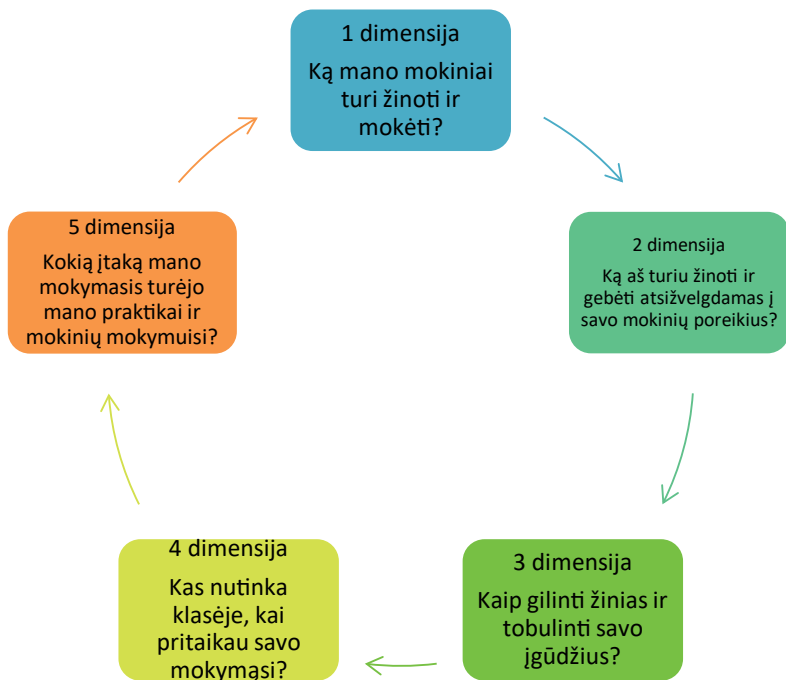 1 dimensija
Ką mano mokiniai
turi žinoti ir
mokėti?
2 dimensija
Ką aš turiu žinoti ir
gebėti atsižvelgdamas į
savo mokinių poreikius?
3 dimensija
Kaip gilinti žinias ir
tobulinti savo
įgūdžius?
4 dimensija
Kas nutinka
klasėje, kai
pritaikau savo
mokymąsi?
5 dimensija
Kokią įtaką mano
mokymasis turėjo
mano praktikai ir
mokinių mokymuisi?